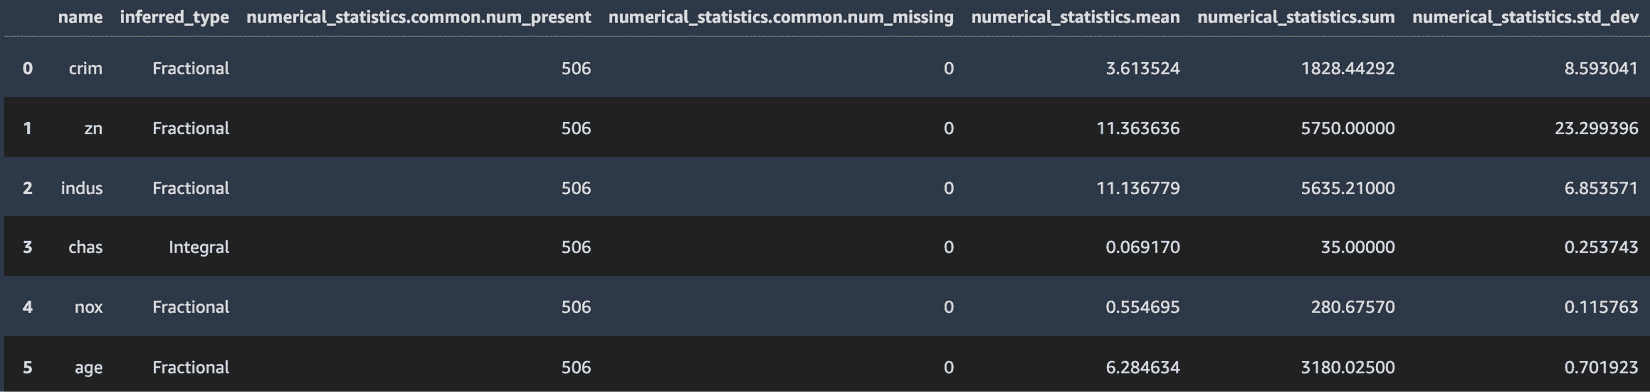 name inferred_type numerical_statistics.common.num_present numerical_statistics.common.num_missing numerical_statistics.mean numerical_statistics.sum numerical_statistics.std_dev
0 crim Fractional 506 0 3.613524 1828.44292 8.593041
1 zn Fractional 506 0 11.363636 5750.00000 23.299396
2 indus Fractional 506 0 11.136779 5635.21000 6.853571
3 chas Integral 506 0 0.069170 35.00000 0.253743
4 nox Fractional 506 0 0.554695 280.67570 0.115763
5 age Fractional 506 0 6.284634 3180.02500 0.701923